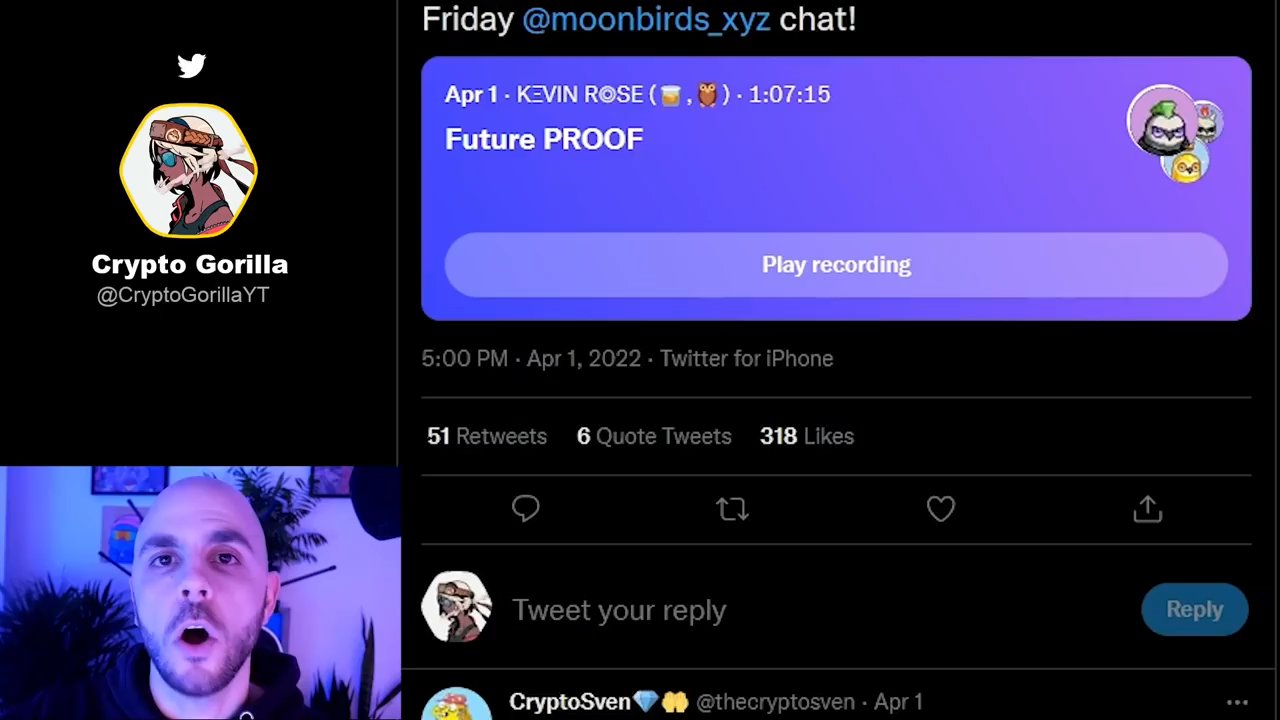 Crypto Gorilla
@CryptoGorillaYT
Friday @moonbirds_xyz chat!
Apr 1 · KΞVIN R◎SE (🥃,🦉) · 1:07:15
Future PROOF
Play recording
5:00 PM · Apr 1, 2022 · Twitter for iPhone
51 Retweets 6 Quote Tweets 318 Likes
Tweet your reply
Reply
CryptoSven💎🤲 @thecryptosven · Apr 1